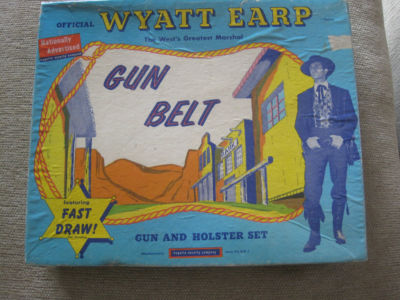 OFFICIAL WYATT EARP
The West's Greatest Marshal
Nationally
Advertised
GUN
BELT
featuring
FAST
DRAW!
GUN AND HOLSTER SET